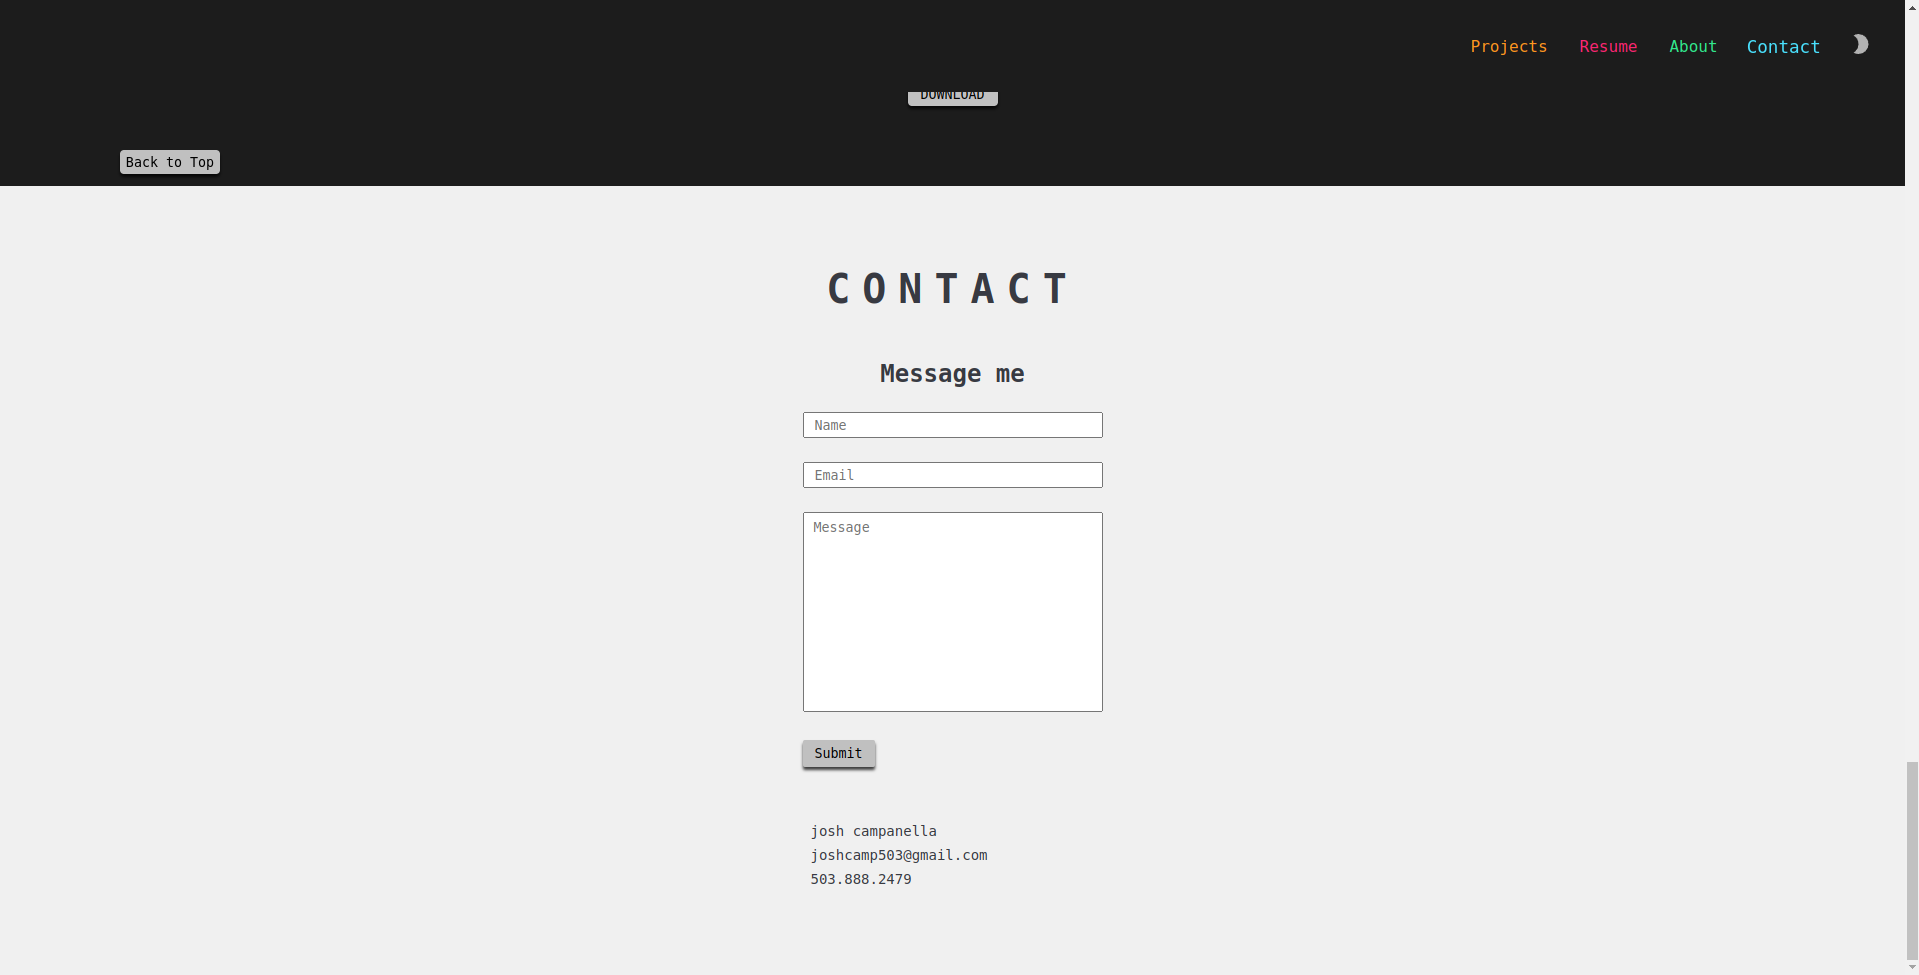 Projects Resume About Contact
DOWNLOAD
Back to Top
CONTACT
Message me
Name
Email
Message
Submit
josh campanella
joshcamp503@gmail.com
503.888.2479